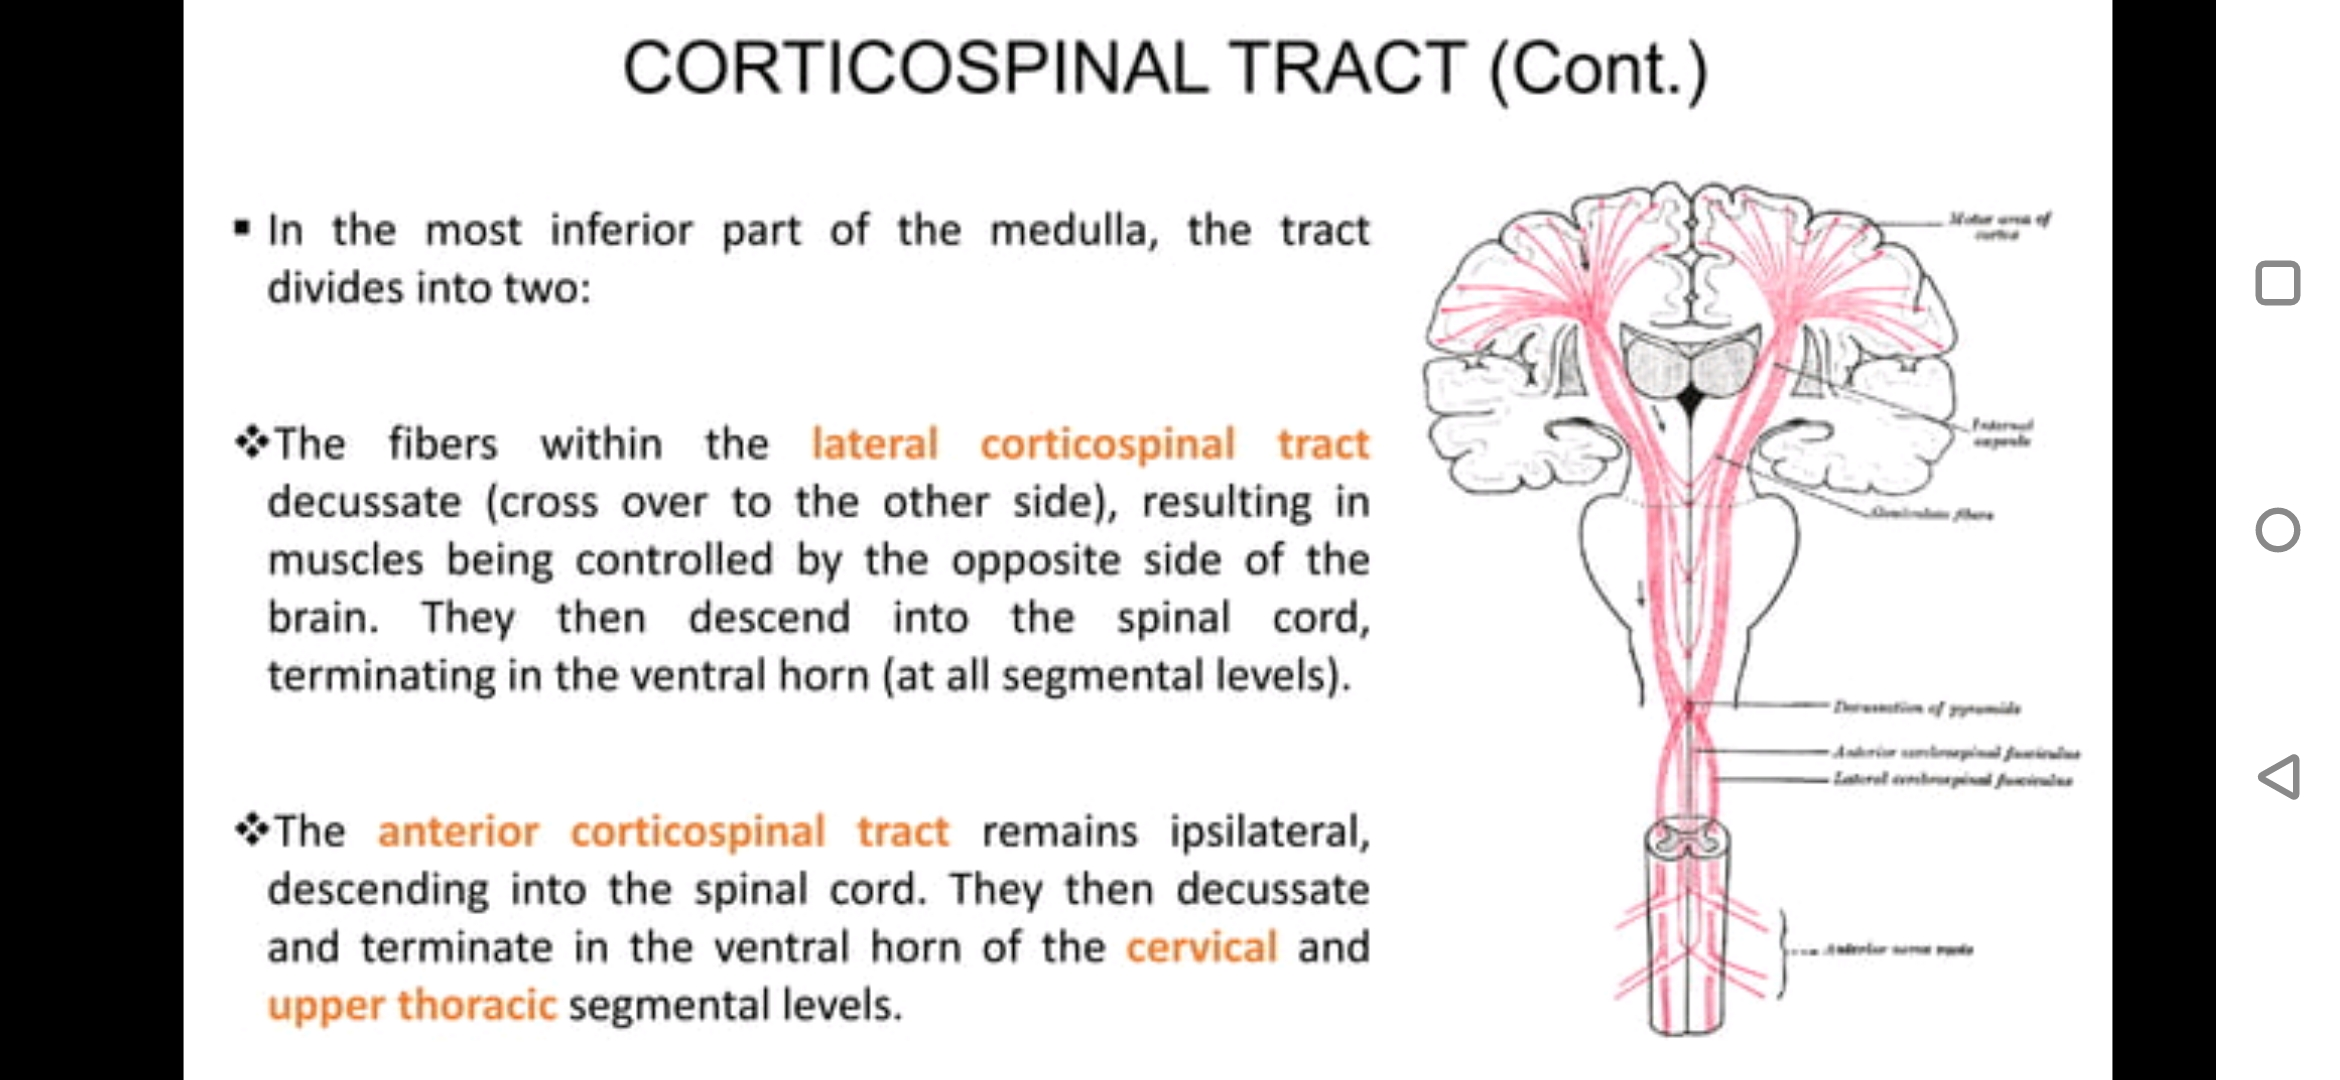 CORTICOSPINAL TRACT (Cont.)
▪ In the most inferior part of the medulla, the tract
divides into two:
❖The fibers within the lateral corticospinal tract
decussate (cross over to the other side), resulting in
muscles being controlled by the opposite side of the
brain. They then descend into the spinal cord,
terminating in the ventral horn (at all segmental levels).
❖The anterior corticospinal tract remains ipsilateral,
descending into the spinal cord. They then decussate
and terminate in the ventral horn of the cervical and
upper thoracic segmental levels.
Motor area of
cortex
Internal
capsule
Geniculate fibers
Decussation of pyramids
Anterior cerebrospinal fasciculus
Lateral cerebrospinal fasciculus
Anterior nerve roots